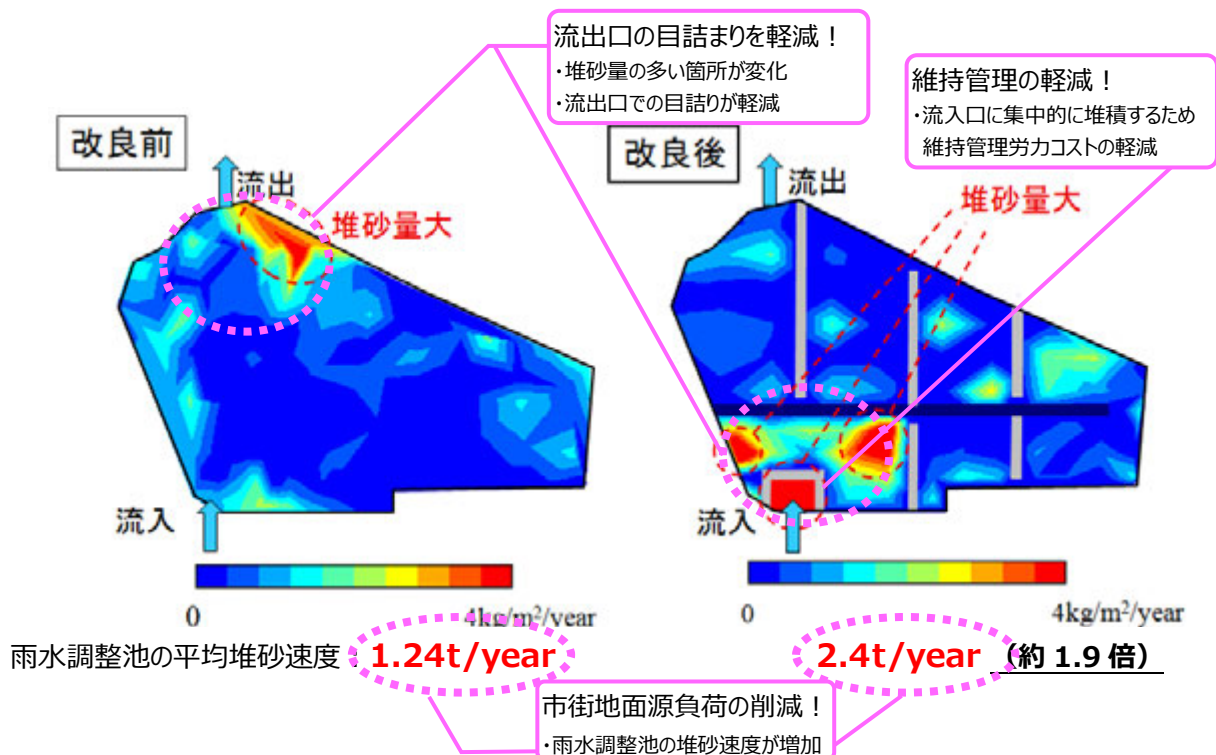 流出口の目詰まりを軽減！
・堆砂量の多い箇所が変化
・流出口での目詰りが軽減
維持管理の軽減！
・流入口に集中的に堆積するため
維持管理労力コストの軽減
改良前
流出
堆砂量大
流入
0
4kg/m²/year
改良後
流出
堆砂量大
流入
0
4kg/m²/year
雨水調整池の平均堆砂速度：1.24t/year
2.4t/year （約 1.9 倍）
市街地面源負荷の削減！
・雨水調整池の堆砂速度が増加